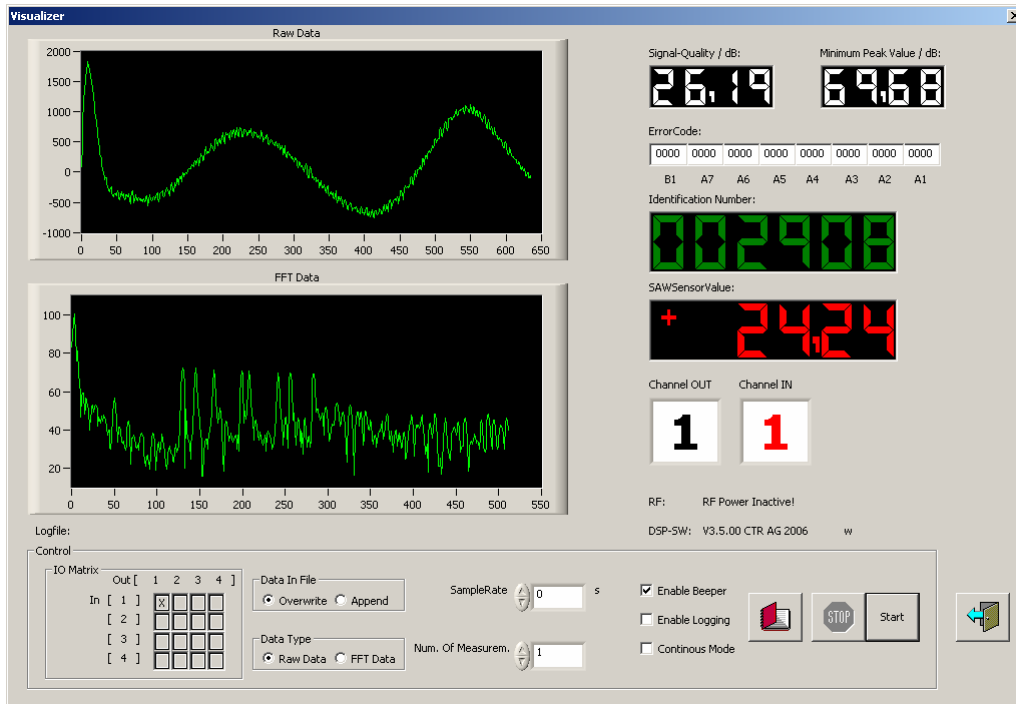 Visualizer
Raw Data
2000
1500
1000
500
0
-500
-1000
0 50 100 150 200 250 300 350 400 450 500 550 600 650
FFT Data
100
80
60
40
20
0 50 100 150 200 250 300 350 400 450 500 550
Signal-Quality / dB: Minimum Peak Value / dB:
26,19 69,68
ErrorCode:
0000 0000 0000 0000 0000 0000 0000 0000
B1 A7 A6 A5 A4 A3 A2 A1
Identification Number:
002908
SAWSensorValue:
+ 24,24
Channel OUT Channel IN
1 1
RF: RF Power Inactive!
DSP-SW: V3.5.00 CTR AG 2006 w
Logfile:
Control
IO Matrix
Out [ 1 2 3 4 ]
In [ 1 ] X
[ 2 ]
[ 3 ]
[ 4 ]
Data In File
Overwrite Append
Data Type
Raw Data FFT Data
SampleRate 0 s
Num. Of Measurem. 1
Enable Beeper
Enable Logging
Continous Mode
STOP
Start